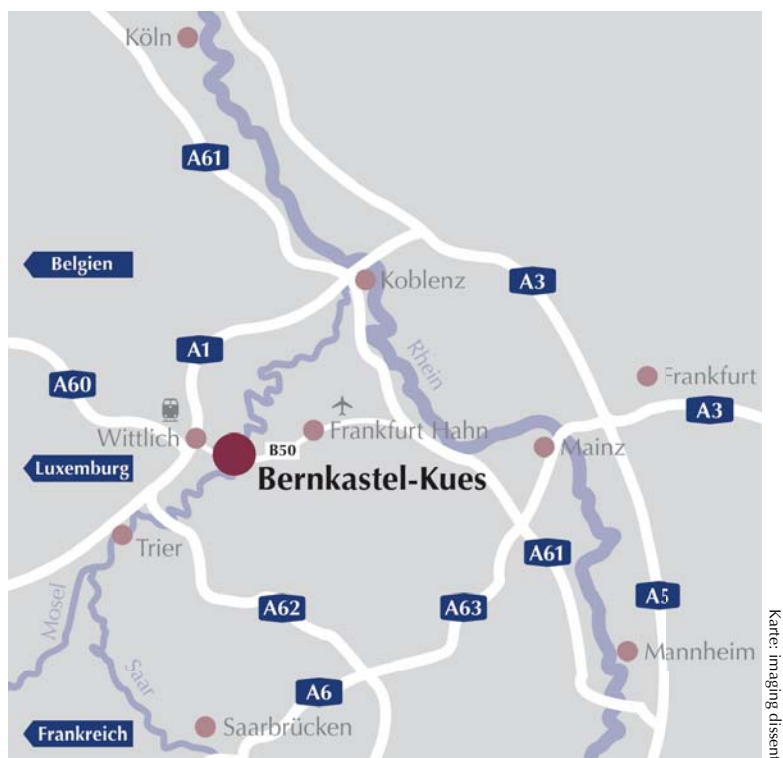 Köln
A61
Belgien
Koblenz
A3
A1
Rhein
A60
Frankfurt
A3
Wittlich
Frankfurt Hahn
B50
Mainz
Luxemburg
Bernkastel-Kues
Trier
A61
A62
A63
A5
Mosel
Saar
Mannheim
A6
Saarbrücken
Frankreich
Karte: imaging dissent